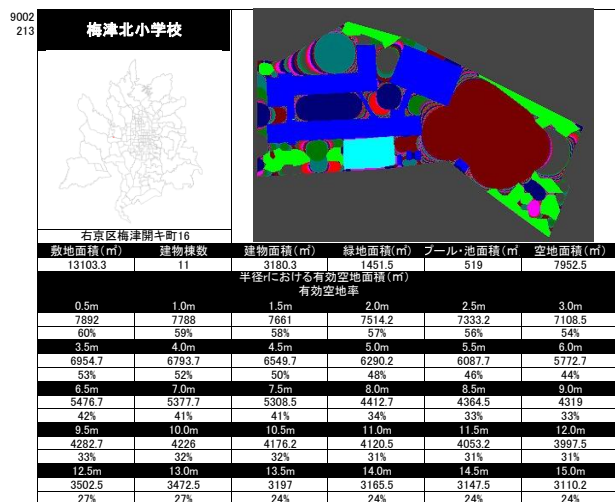 9002
213
梅津北小学校
右京区梅津開キ町16
敷地面積(㎡) 建物棟数 建物面積(㎡) 緑地面積(㎡) プール・池面積(㎡) 空地面積(㎡)
13103.3 11 3180.3 1451.5 519 7952.5
半径rにおける有効空地面積(㎡)
有効空地率
0.5m 1.0m 1.5m 2.0m 2.5m 3.0m
7892 7788 7661 7514.2 7333.2 7108.5
60% 59% 58% 57% 56% 54%
3.5m 4.0m 4.5m 5.0m 5.5m 6.0m
6954.7 6793.7 6549.7 6290.2 6087.7 5772.7
53% 52% 50% 48% 46% 44%
6.5m 7.0m 7.5m 8.0m 8.5m 9.0m
5476.7 5377.7 5308.5 4412.7 4364.5 4319
42% 41% 41% 34% 33% 33%
9.5m 10.0m 10.5m 11.0m 11.5m 12.0m
4282.7 4226 4176.2 4120.5 4053.2 3997.5
33% 32% 32% 31% 31% 31%
12.5m 13.0m 13.5m 14.0m 14.5m 15.0m
3502.5 3472.5 3197 3165.5 3147.5 3110.2
27% 27% 24% 24% 24% 24%